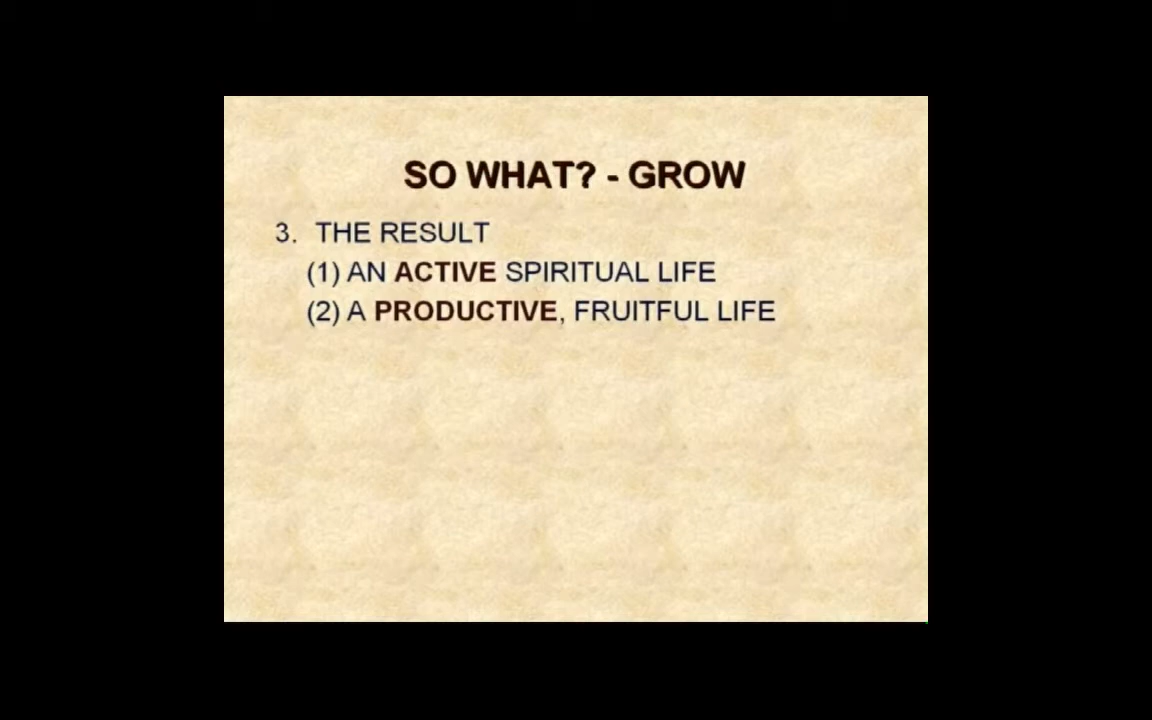 SO WHAT? - GROW
3. THE RESULT
(1) AN ACTIVE SPIRITUAL LIFE
(2) A PRODUCTIVE, FRUITFUL LIFE